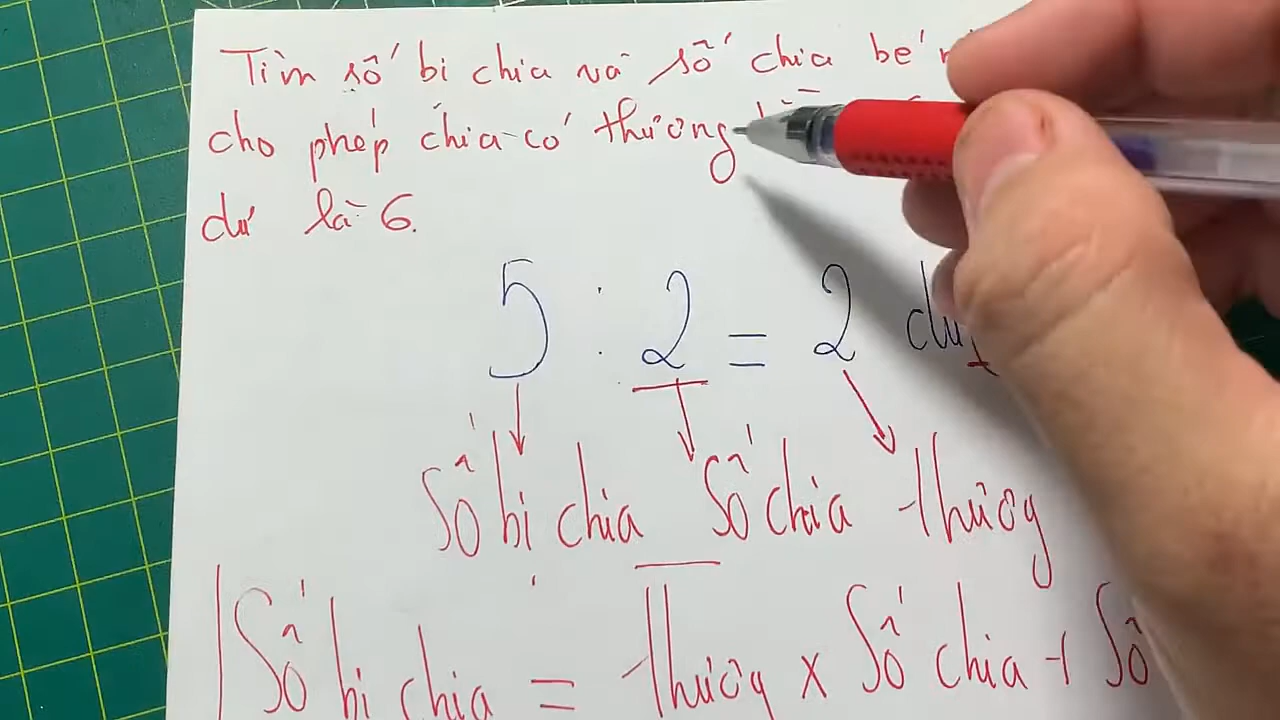 Tìm số bị chia và số chia bé
cho phép chia có thương
dư là 6.
5 : 2 = 2 dư
Số bị chia Số chia thương
Số bị chia = Thương x Số chia + Số